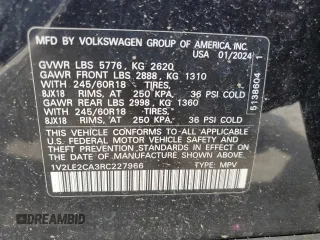 MFD. BY VOLKSWAGEN GROUP OF AMERICA, INC.
USA 01/2024
GVWR LBS 5776, KG 2620
GAWR FRONT LBS 2888, KG 1310
WITH 245/60R18 TIRES,
8JX18 RIMS, AT 250 KPA, 36 PSI COLD
GAWR REAR LBS 2998, KG 1360
WITH 245/60R18 TIRES,
8JX18 RIMS, AT 250 KPA, 36 PSI COLD
THIS VEHICLE CONFORMS TO ALL APPLICABLE
U.S. FEDERAL MOTOR VEHICLE SAFETY AND
THEFT PREVENTION STANDARDS IN EFFECT ON
THE DATE OF MANUFACTURE SHOWN ABOVE.
1V2LE2CA3RC227966 TYPE: MPV
5138604 1
© DREAMBID
DREAMBID.COM